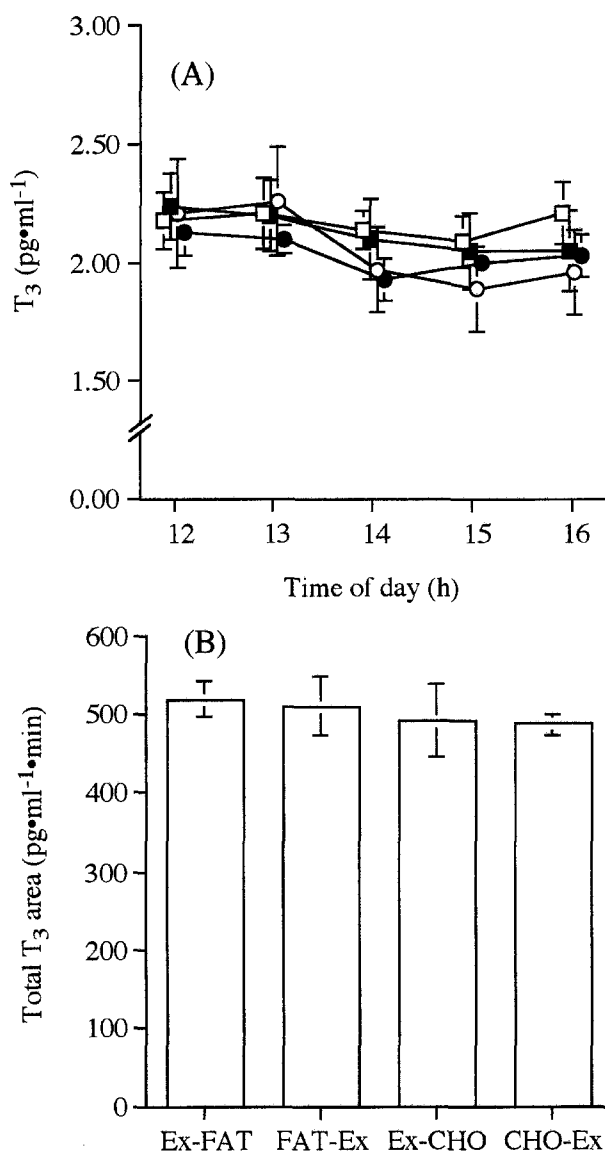 3.00
(A)
2.50
2.00
1.50
0.00
T₃ (pg•ml⁻¹)
12 13 14 15 16
Time of day (h)
600
(B)
500
400
300
200
100
0
Total T₃ area (pg•ml⁻¹•min)
Ex-FAT FAT-Ex Ex-CHO CHO-Ex